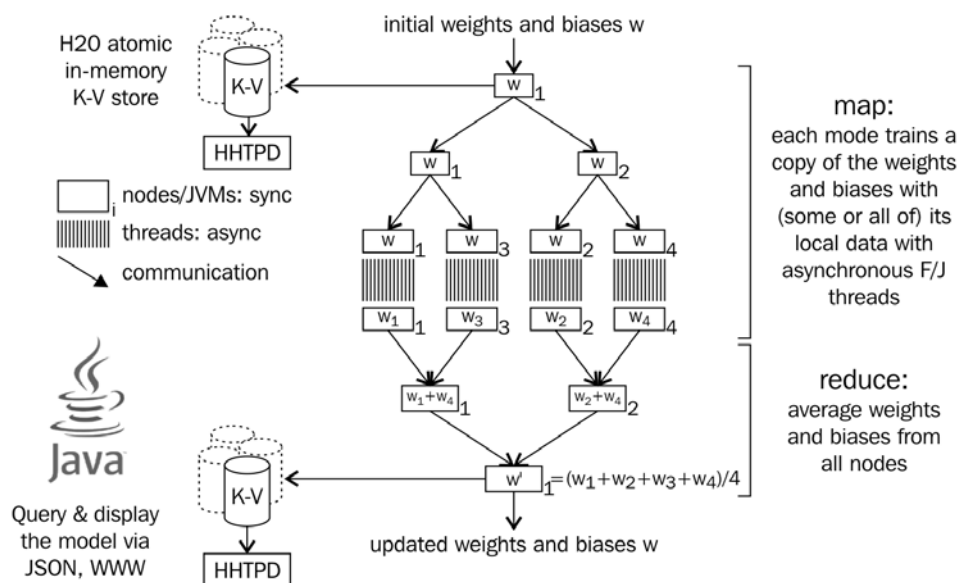 initial weights and biases w
H20 atomic
in-memory
K-V store
K-V
HHTPD
w 1
w 1
w 2
nodes/JVMs: sync
i
threads: async
communication
w 1
w 3
w 2
w 4
w₁ 1
w₃ 3
w₂ 2
w₄ 4
map:
each mode trains a
copy of the weights
and biases with
(some or all of) its
local data with
asynchronous F/J
threads
w₁+w₄ 1
w₂+w₄ 2
reduce:
average weights
and biases from
all nodes
Java
K-V
w' 1 =(w₁+w₂+w₃+w₄)/4
Query & display
the model via
JSON, WWW
HHTPD
updated weights and biases w